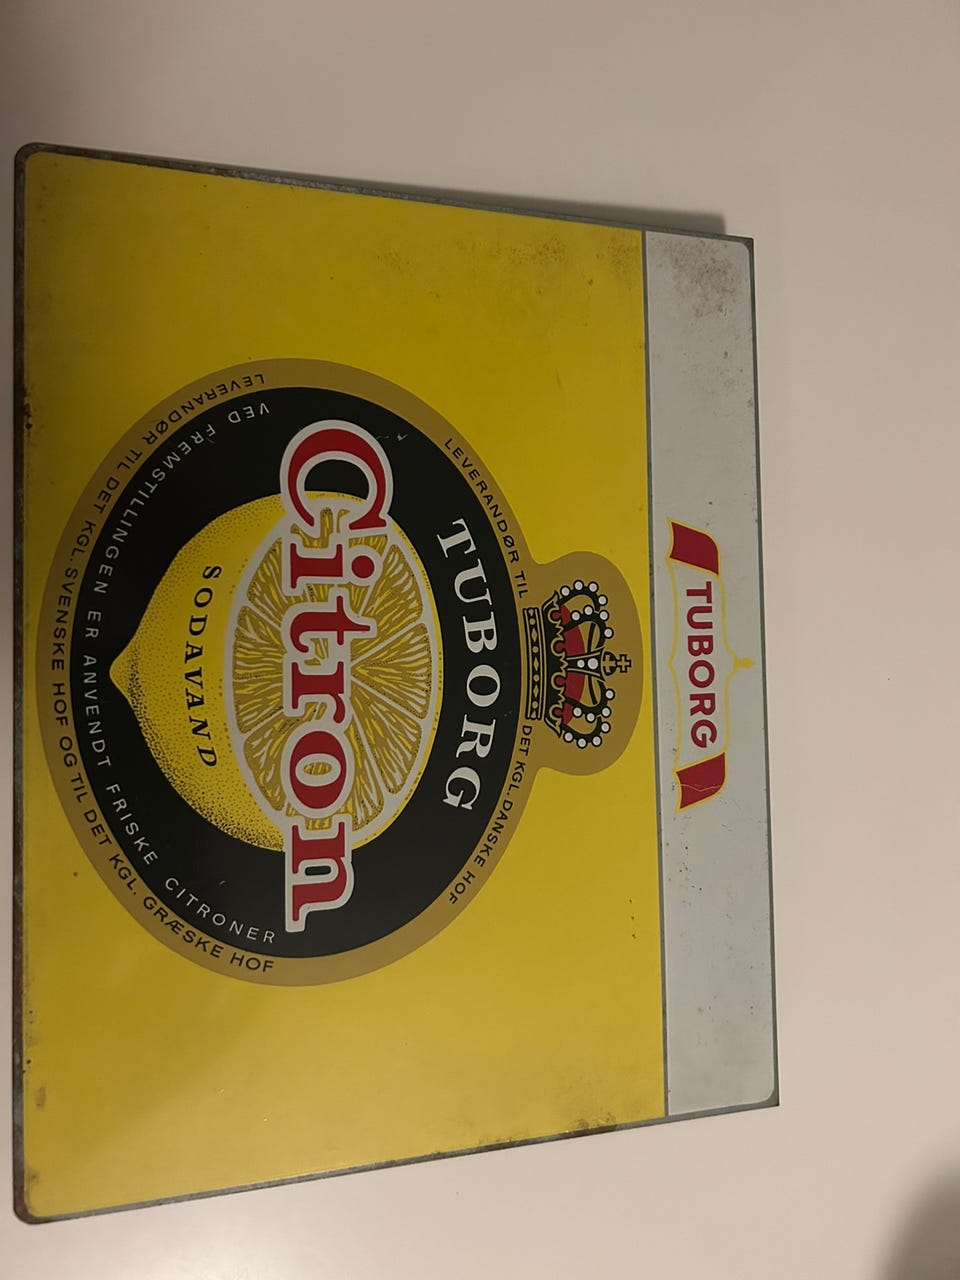 TUBORG
LEVERANDØR TIL DET KGL. DANSKE HOF
TUBORG
Citron
SODAVAND
VED FREMSTILLINGEN ER ANVENDT FRISKE CITRONER
LEVERANDØR TIL DET KGL. SVENSKE HOF OG TIL DET KGL. GRÆSKE HOF